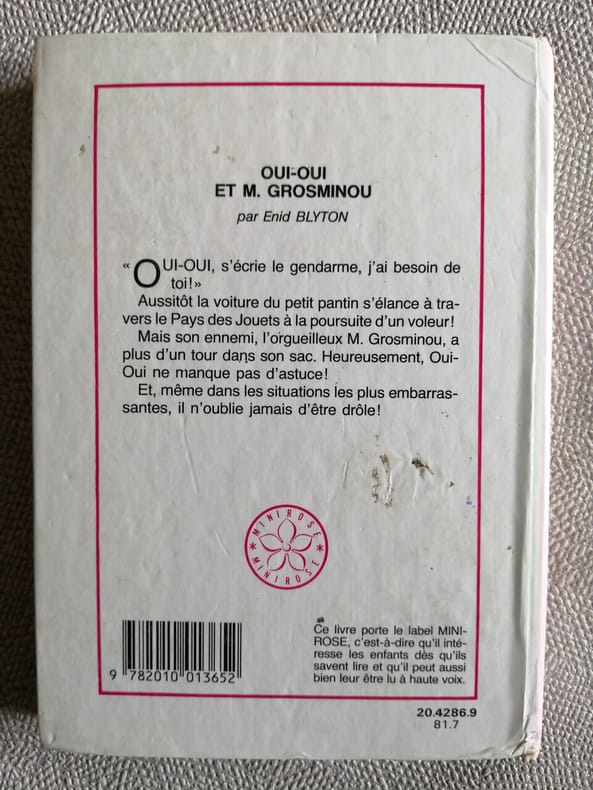 OUI-OUI
ET M. GROSMINOU
par Enid BLYTON
« OUI-OUI, s'écrie le gendarme, j'ai besoin de
toi!»
Aussitôt la voiture du petit pantin s'élance à tra-
vers le Pays des Jouets à la poursuite d'un voleur!
Mais son ennemi, l'orgueilleux M. Grosminou, a
plus d'un tour dans son sac. Heureusement, Oui-
Oui ne manque pas d'astuce!
Et, même dans les situations les plus embarras-
santes, il n'oublie jamais d'être drôle!
MINIROSE * MINIROSE *
Ce livre porte le label MINI-
ROSE, c'est-à-dire qu'il inté-
resse les enfants dès qu'ils
savent lire et qu'il peut aussi
bien leur être lu à haute voix.
9 782010 013652
20.4286.9
81.7